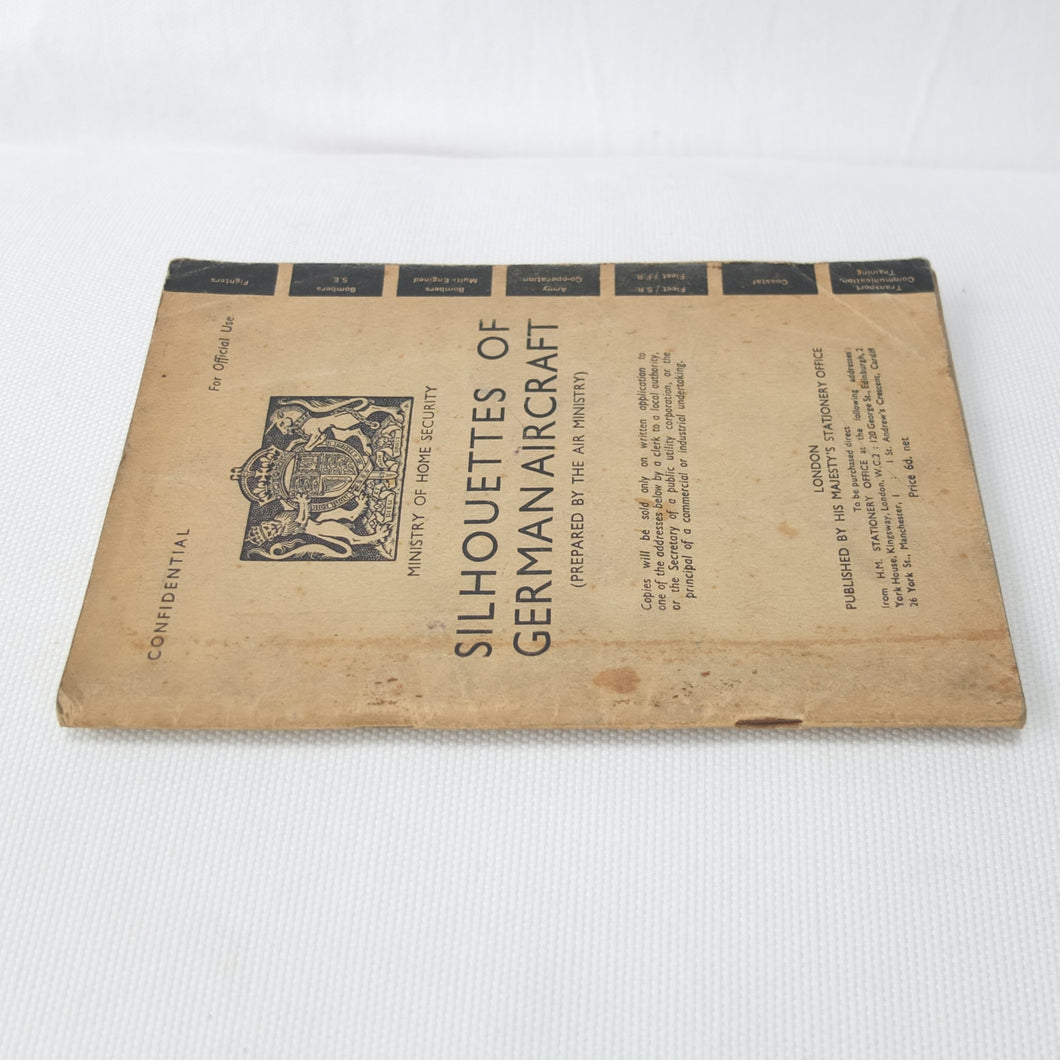 CONFIDENTIAL
For Official Use
MINISTRY OF HOME SECURITY
SILHOUETTES OF
GERMAN AIRCRAFT
(PREPARED BY THE AIR MINISTRY)
Copies will be sold only on written application to
one of the addresses below by a clerk to a local authority,
or the Secretary of a public utility corporation, or the
principal of a commercial or industrial undertaking.
LONDON
PUBLISHED BY HIS MAJESTY'S STATIONERY OFFICE
To be purchased direct
from H.M. STATIONERY OFFICE at the following addresses:
York House, Kingsway, London, W.C.2 ; 120 George St., Edinburgh, 2
26 York St., Manchester, 1 ; 1 St. Andrew's Crescent, Cardiff
Price 6d. net
Fighters
Bombers
S.E.
Bombers
Multi-Engined
Army
Co-operation
Fleet / S.R.
Fleet / F.R.
Coastal
Transport
Communication,
Training